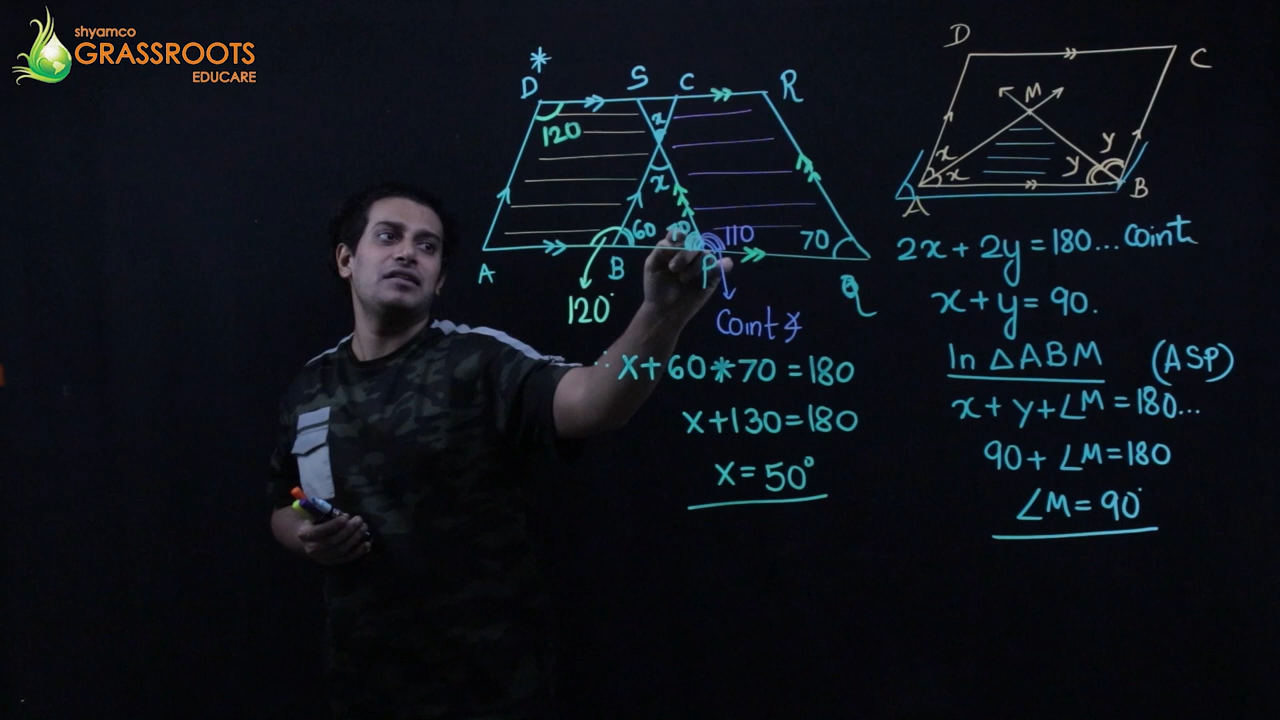 shyamco
GRASSROOTS
EDUCARE
D * S C R
120 x
x
60 70 110 70
A B P Q
120°
Coint ∡
∴ x+60*70=180
x+130=180
x=50°
D C
M
x x y y
A B
2x+2y=180...Coint
x+y=90.
In △ABM (ASP)
x+y+∠M=180...
90+∠M=180
∠M=90°